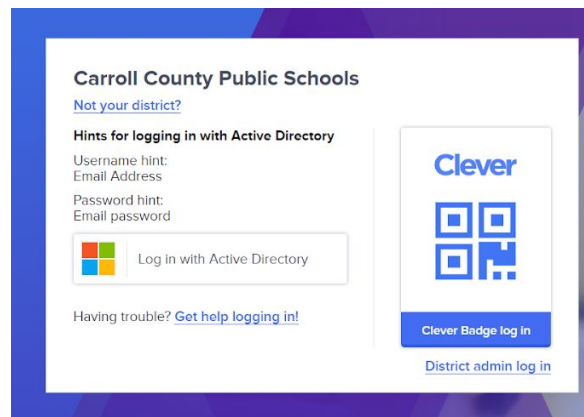 Carroll County Public Schools
Not your district?
Hints for logging in with Active Directory
Username hint:
Email Address
Password hint:
Email password
Log in with Active Directory
Having trouble? Get help logging in!
Clever
Clever Badge log in
District admin log in